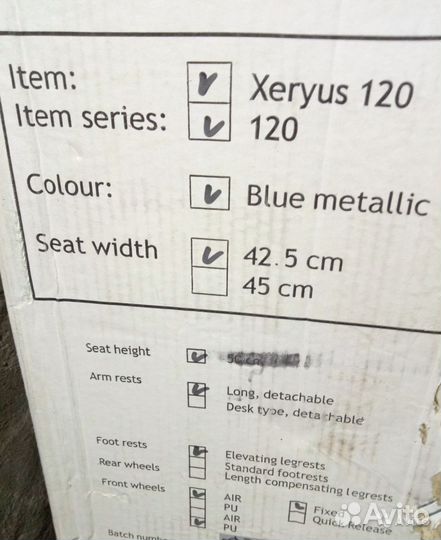 Item: Xeryus 120
Item series: 120
Colour: Blue metallic
Seat width 42.5 cm
45 cm
Seat height
Arm rests Long, detachable
Desk type, detachable
Foot rests Elevating legrests
Standard footrests
Length compensating legrests
Rear wheels AIR Fixed
PU Quick Release
Front wheels AIR
PU
Batch
Avito